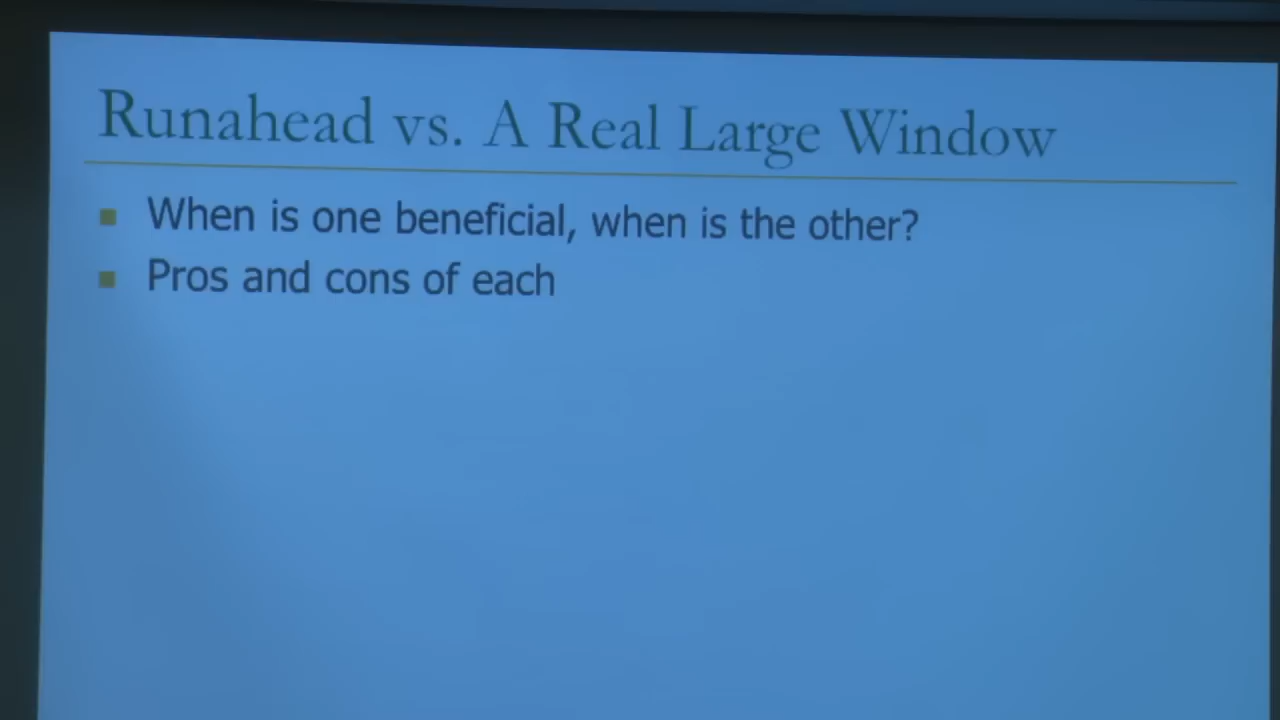 Runahead vs. A Real Large Window
When is one beneficial, when is the other?
Pros and cons of each